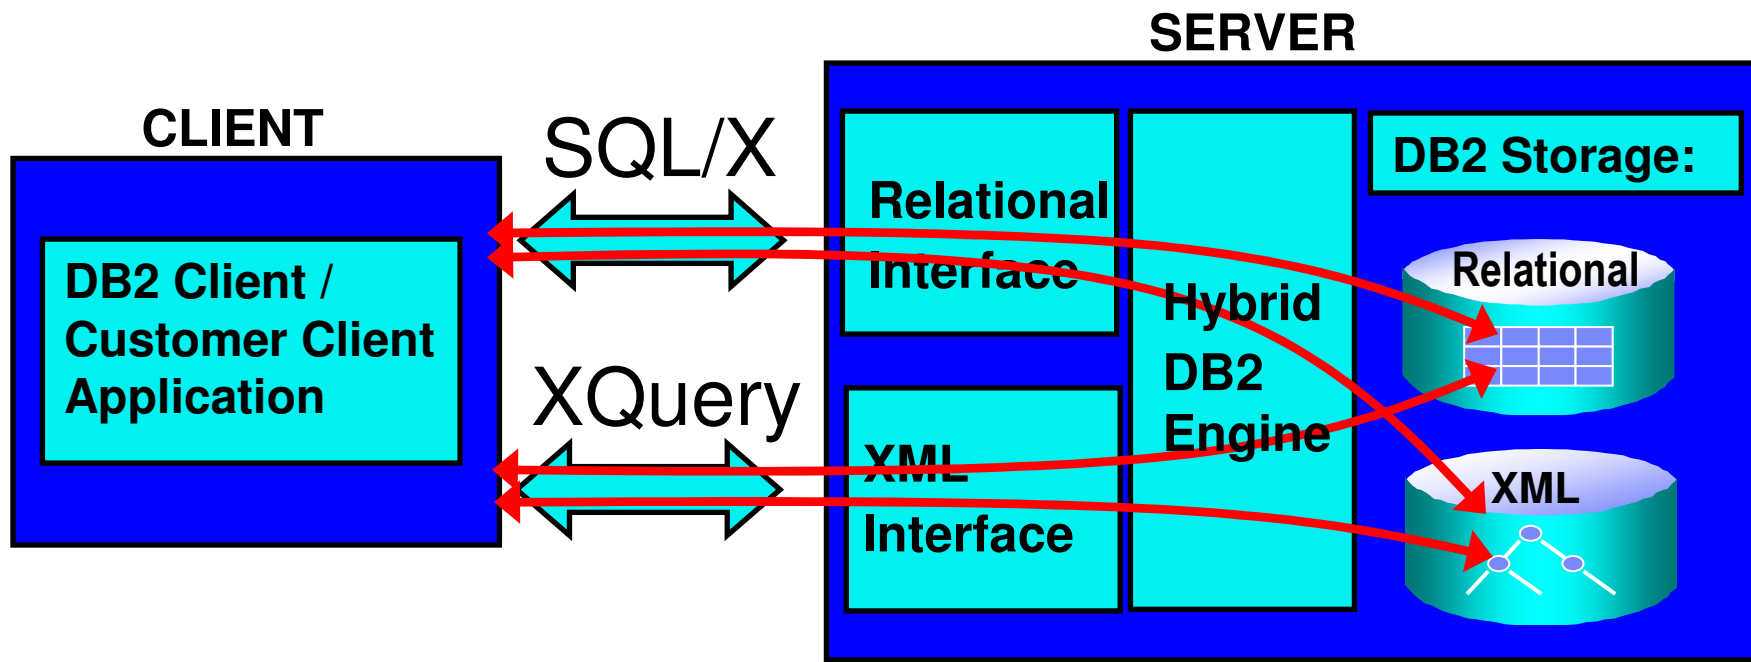 SERVER
CLIENT
SQL/X
DB2 Storage:
Relational
Interface
Relational
DB2 Client /
Customer Client
Application
Hybrid
DB2
Engine
XQuery
XML
Interface
XML